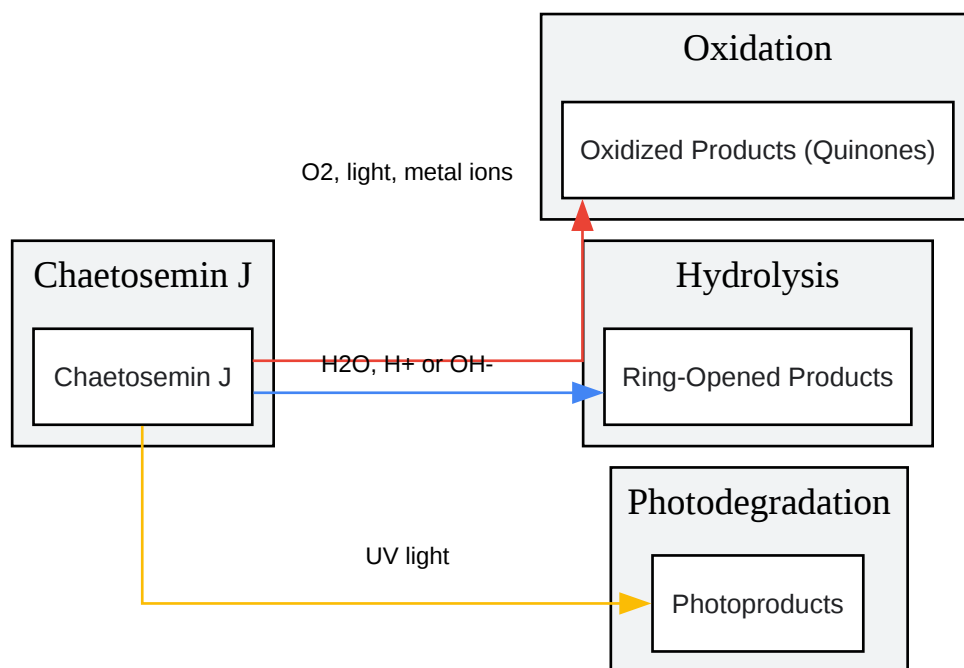 Oxidation
Oxidized Products (Quinones)
O2, light, metal ions
Chaetosemin J
Chaetosemin J
H2O, H+ or OH-
Hydrolysis
Ring-Opened Products
Photodegradation
UV light
Photoproducts